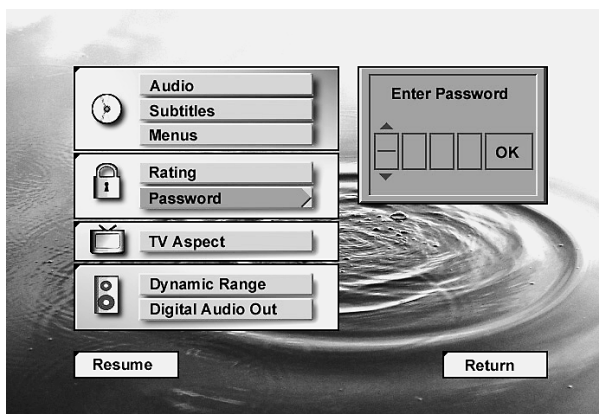 Audio
Subtitles
Menus
Rating
Password
TV Aspect
Dynamic Range
Digital Audio Out
Enter Password
OK
Resume
Return